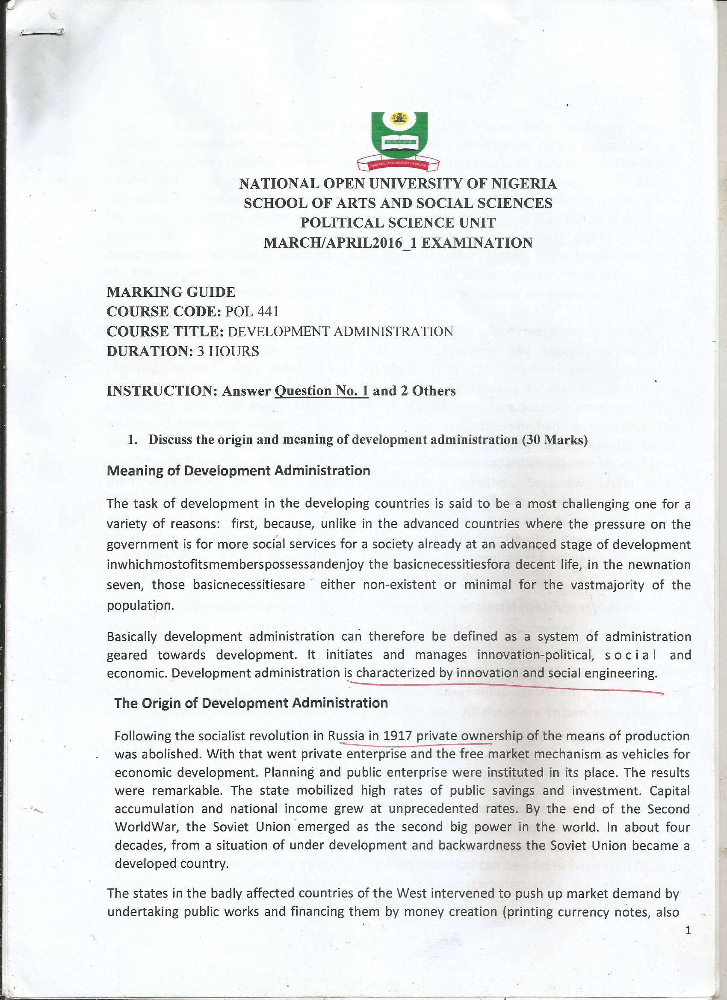 WORK & LEARN
NATIONAL OPEN UNIVERSITY OF NIGERIA
NATIONAL OPEN UNIVERSITY OF NIGERIA
SCHOOL OF ARTS AND SOCIAL SCIENCES
POLITICAL SCIENCE UNIT
MARCH/APRIL2016_1 EXAMINATION
MARKING GUIDE
COURSE CODE: POL 441
COURSE TITLE: DEVELOPMENT ADMINISTRATION
DURATION: 3 HOURS
INSTRUCTION: Answer Question No. 1 and 2 Others
1. Discuss the origin and meaning of development administration (30 Marks)
Meaning of Development Administration
The task of development in the developing countries is said to be a most challenging one for a
variety of reasons: first, because, unlike in the advanced countries where the pressure on the
government is for more social services for a society already at an advanced stage of development
inwhichmostofitsmemberspossessandenjoy the basicnecessitiesfora decent life, in the newnation
seven, those basicnecessitiesare either non-existent or minimal for the vastmajority of the
population.
Basically development administration can therefore be defined as a system of administration
geared towards development. It initiates and manages innovation-political, social and
economic. Development administration is characterized by innovation and social engineering.
The Origin of Development Administration
Following the socialist revolution in Russia in 1917 private ownership of the means of production
was abolished. With that went private enterprise and the free market mechanism as vehicles for
economic development. Planning and public enterprise were instituted in its place. The results
were remarkable. The state mobilized high rates of public savings and investment. Capital
accumulation and national income grew at unprecedented rates. By the end of the Second
WorldWar, the Soviet Union emerged as the second big power in the world. In about four
decades, from a situation of under development and backwardness the Soviet Union became a
developed country.
The states in the badly affected countries of the West intervened to push up market demand by
undertaking public works and financing them by money creation (printing currency notes, also
1